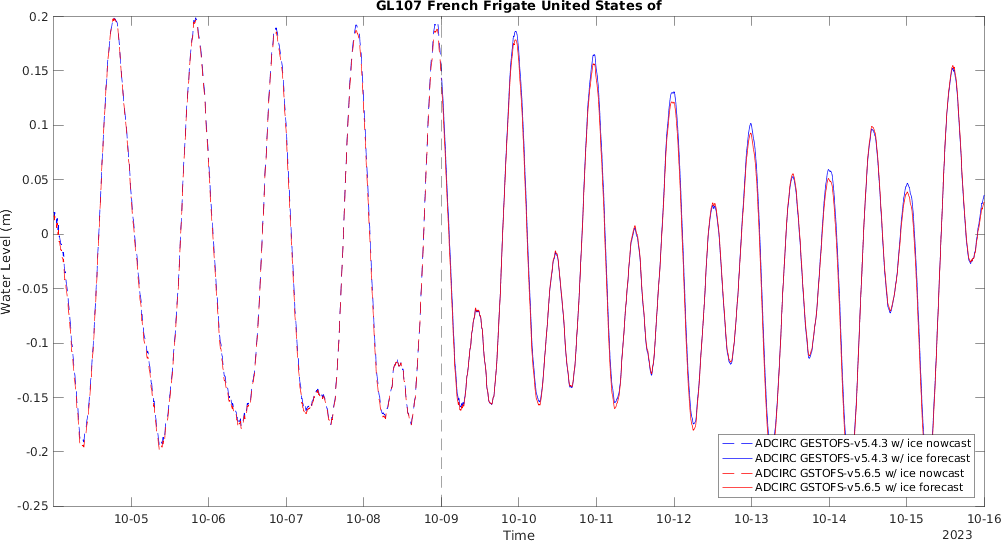 GL107 French Frigate United States of
0.2
0.15
0.1
0.05
0
-0.05
-0.1
-0.15
-0.2
-0.25
Water Level (m)
ADCIRC GESTOFS-v5.4.3 w/ ice nowcast
ADCIRC GESTOFS-v5.4.3 w/ ice forecast
ADCIRC GSTOFS-v5.6.5 w/ ice nowcast
ADCIRC GSTOFS-v5.6.5 w/ ice forecast
10-05 10-06 10-07 10-08 10-09 10-10 10-11 10-12 10-13 10-14 10-15 10-16
Time
2023